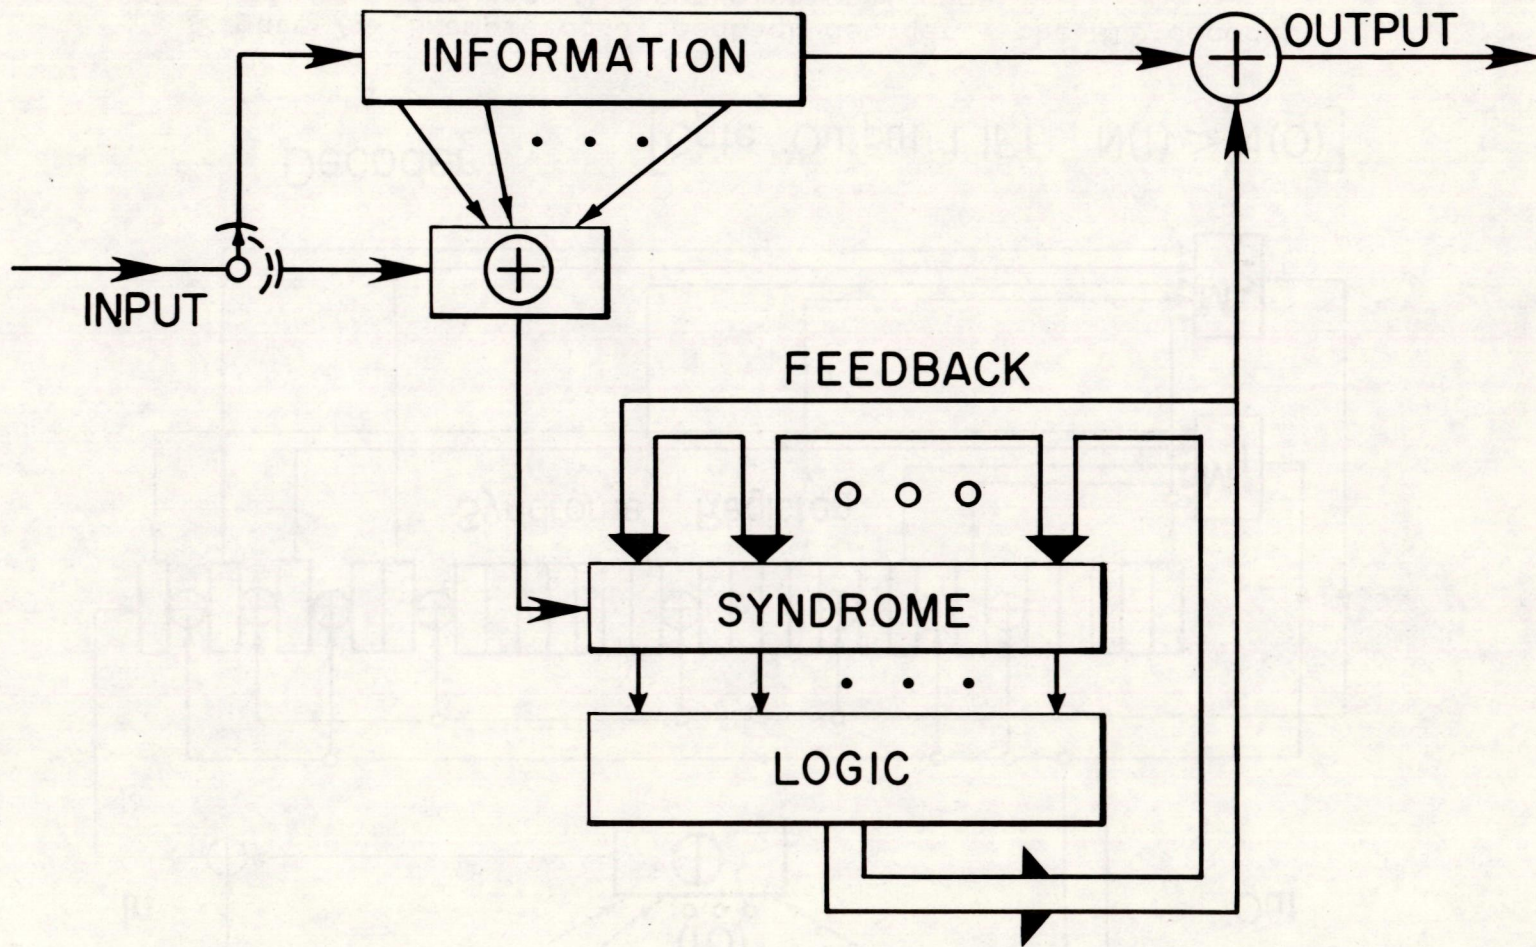 INFORMATION
OUTPUT
INPUT
FEEDBACK
SYNDROME
LOGIC